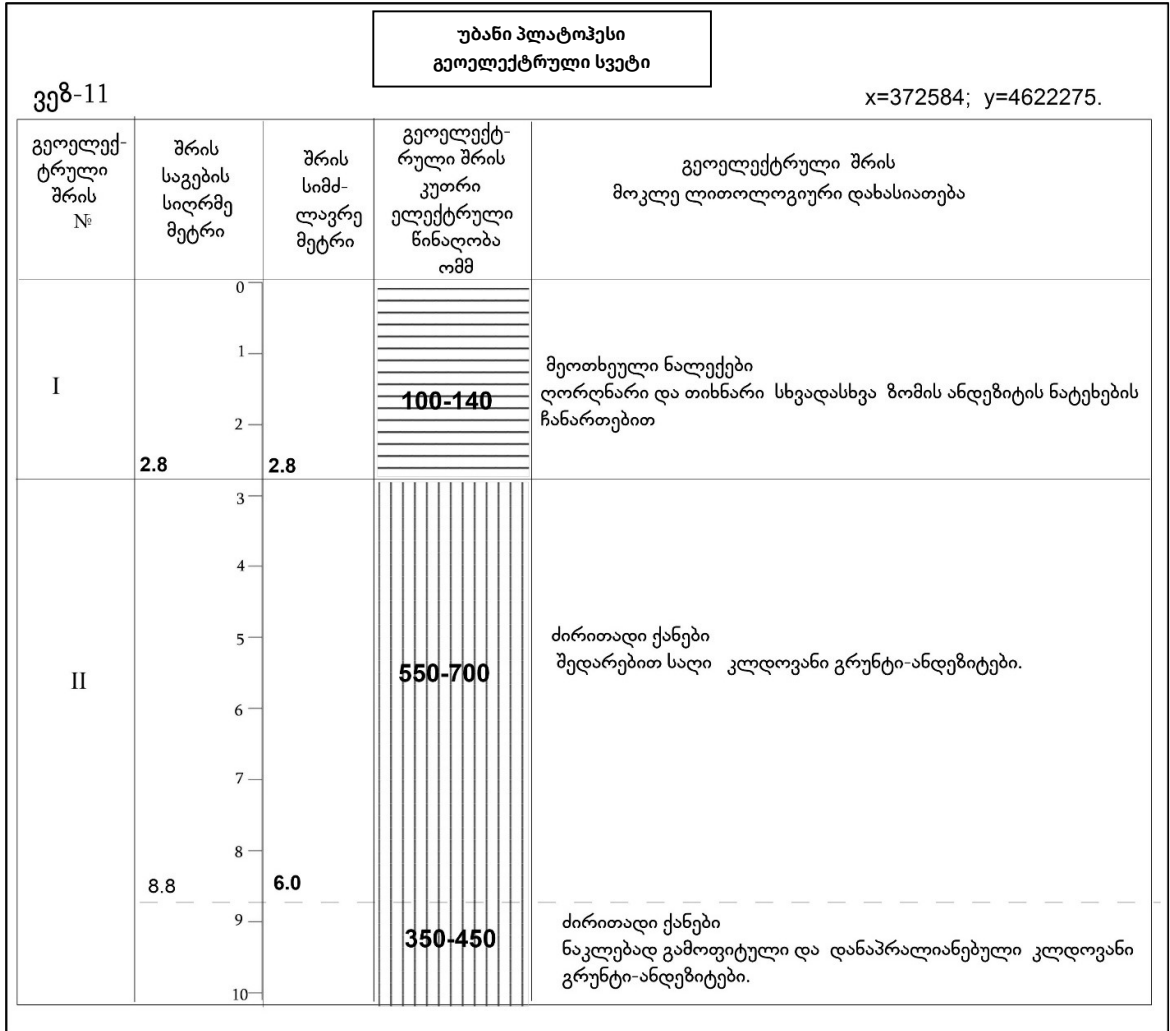 უბანი პლატოჰესი
გეოელექტრული სვეტი
ვეზ-11
x=372584; y=4622275.
გეოელექ-
ტრული
შრის
№
შრის
საგების
სიღრმე
მეტრი
შრის
სიმძ-
ლავრე
მეტრი
გეოელექტ-
რული შრის
კუთრი
ელექტრული
წინაღობა
ომმ
გეოელექტრული შრის
მოკლე ლითოლოგიური დახასიათება
0
1
I
მეოთხეული ნალექები
100-140
ღორღნარი და თიხნარი სხვადასხვა ზომის ანდეზიტის ნატეხების
ჩანართებით
2
2.8
2.8
3
4
5
ძირითადი ქანები
შედარებით საღი კლდოვანი გრუნტი-ანდეზიტები.
II
550-700
6
7
8
8.8
6.0
9
350-450
ძირითადი ქანები
ნაკლებად გამოფიტული და დანაპრალიანებული კლდოვანი
გრუნტი-ანდეზიტები.
10